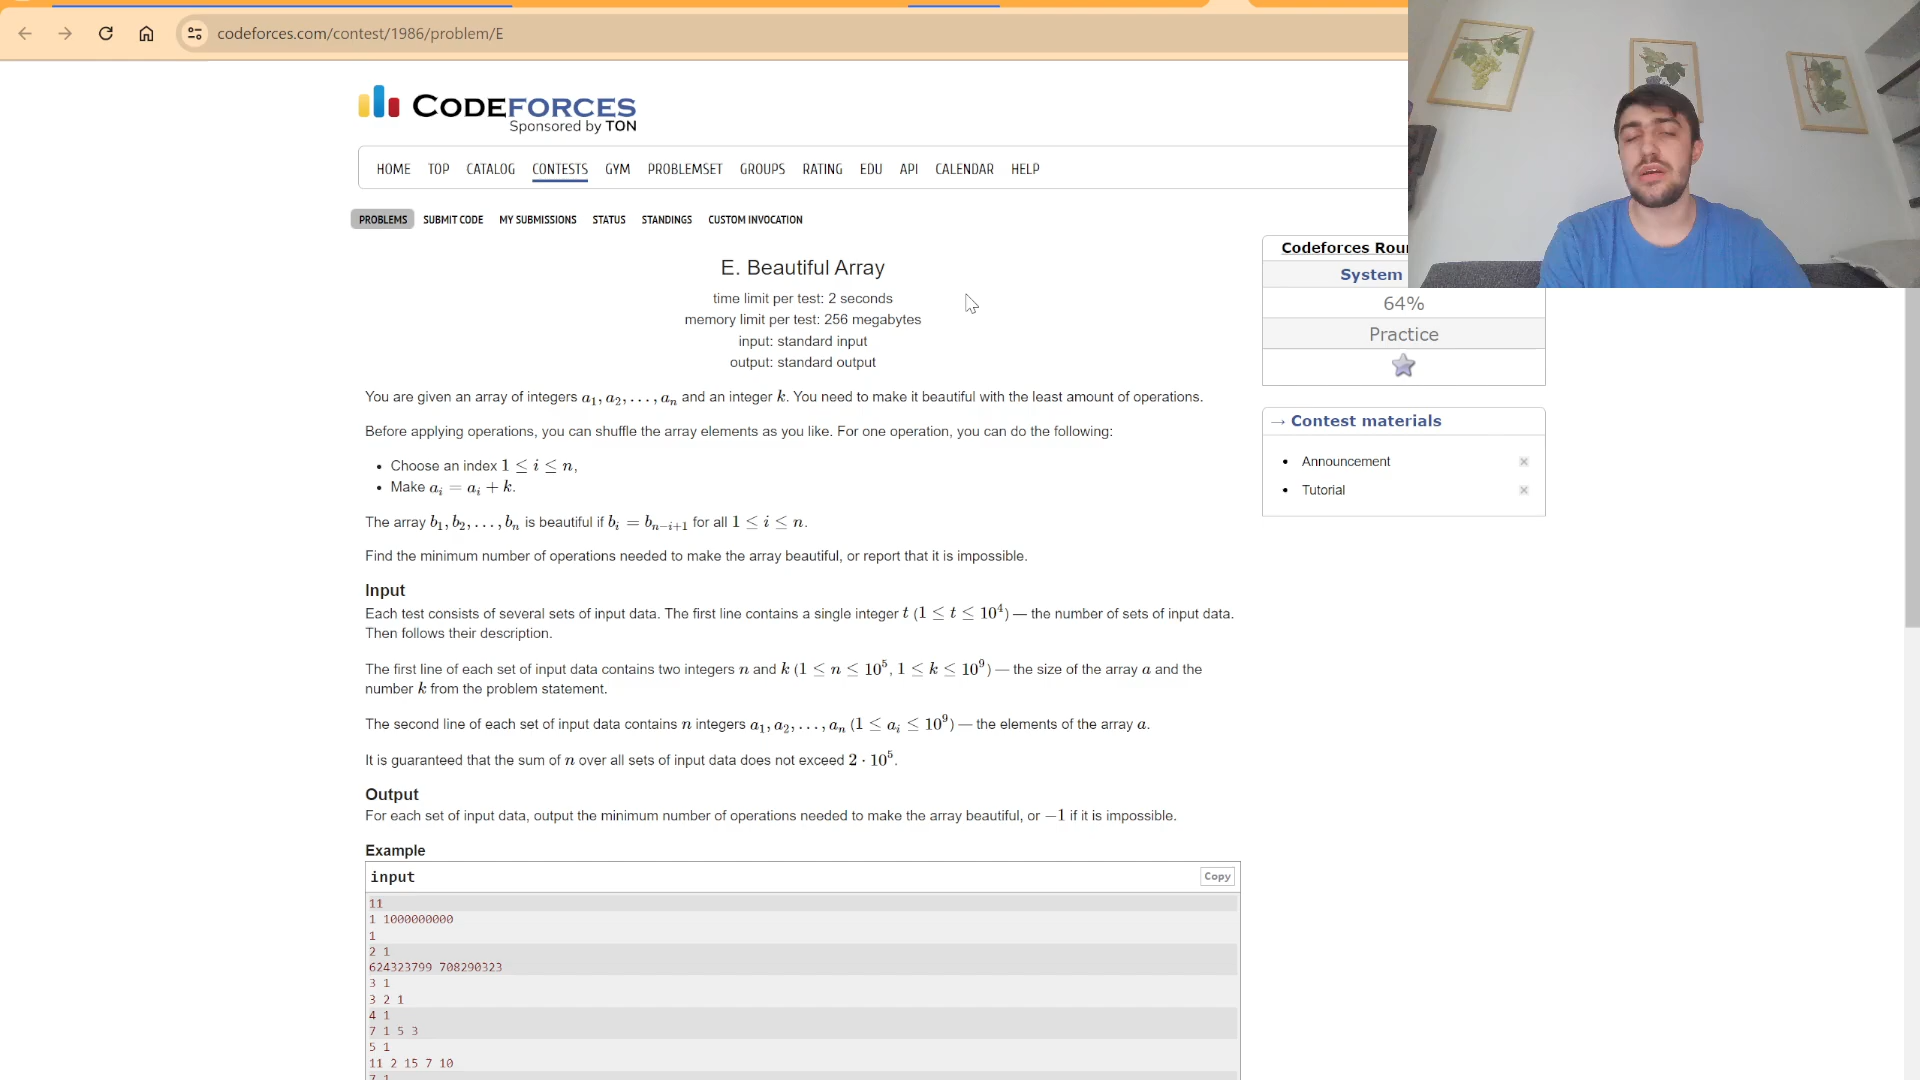 codeforces.com/contest/1986/problem/E
CODEFORCES
Sponsored by TON
HOME TOP CATALOG CONTESTS GYM PROBLEMSET GROUPS RATING EDU API CALENDAR HELP
PROBLEMS SUBMIT CODE MY SUBMISSIONS STATUS STANDINGS CUSTOM INVOCATION
E. Beautiful Array
time limit per test: 2 seconds
memory limit per test: 256 megabytes
input: standard input
output: standard output
You are given an array of integers a₁, a₂, . . . , aₙ and an integer k. You need to make it beautiful with the least amount of operations.
Before applying operations, you can shuffle the array elements as you like. For one operation, you can do the following:
• Choose an index 1 ≤ i ≤ n,
• Make aᵢ = aᵢ + k.
The array b₁, b₂, . . . , bₙ is beautiful if bᵢ = bₙ₋ᵢ₊₁ for all 1 ≤ i ≤ n.
Find the minimum number of operations needed to make the array beautiful, or report that it is impossible.
Input
Each test consists of several sets of input data. The first line contains a single integer t (1 ≤ t ≤ 10⁴) — the number of sets of input data.
Then follows their description.
The first line of each set of input data contains two integers n and k (1 ≤ n ≤ 10⁵, 1 ≤ k ≤ 10⁹) — the size of the array a and the
number k from the problem statement.
The second line of each set of input data contains n integers a₁, a₂, . . . , aₙ (1 ≤ aᵢ ≤ 10⁹) — the elements of the array a.
It is guaranteed that the sum of n over all sets of input data does not exceed 2 · 10⁵.
Output
For each set of input data, output the minimum number of operations needed to make the array beautiful, or −1 if it is impossible.
Example
input
Copy
11
1 1000000000
1
2 1
624323799 708290323
3 1
3 2 1
4 1
7 1 5 3
5 1
11 2 15 7 10
7 1
Codeforces Rou
System
64%
Practice
→ Contest materials
• Announcement
• Tutorial